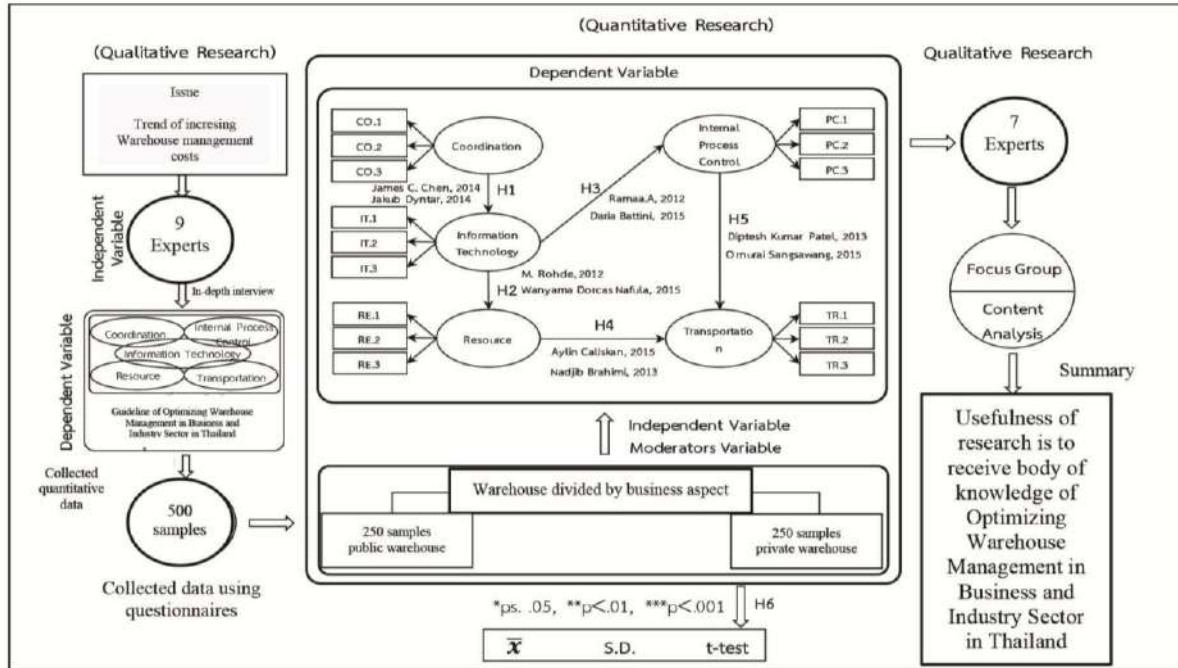 (Qualitative Research)
Issue
Trend of incresing
Warehouse management
costs
Independent
Variable
9
Experts
In-depth interview
Dependent Variable
Coordination
Internal Process
Control
Information Technology
Resource
Transportation
Guideline of Optimizing Warehouse
Management in Business and
Industry Sector in Thailand
Collected
quantitative
data
500
samples
Collected data using
questionnaires
(Quantitative Research)
Dependent Variable
CO.1
CO.2
CO.3
Coordination
James C. Chen, 2014
Jakub Dyntar, 2014
H1
IT.1
IT.2
IT.3
Information
Technology
H3
Ramaa.A, 2012
Daria Battini, 2015
Internal
Process
Control
PC.1
PC.2
PC.3
H5
Diptesh Kumar Patel, 2013
Ornurai Sangsawang, 2015
M. Rohde, 2012
H2
Wanyama Dorcas Nafula, 2015
RE.1
RE.2
RE.3
Resource
H4
Aylin Caliskan, 2015
Nadjib Brahimi, 2013
Transportatio
n
TR.1
TR.2
TR.3
Independent Variable
Moderators Variable
Warehouse divided by business aspect
250 samples
public warehouse
250 samples
private warehouse
*ps. .05, **p<.01, ***p<.001
H6
x̄ S.D. t-test
Qualitative Research
7
Experts
Focus Group
Content
Analysis
Summary
Usefulness of
research is to
receive body of
knowledge of
Optimizing
Warehouse
Management in
Business and
Industry Sector
in Thailand